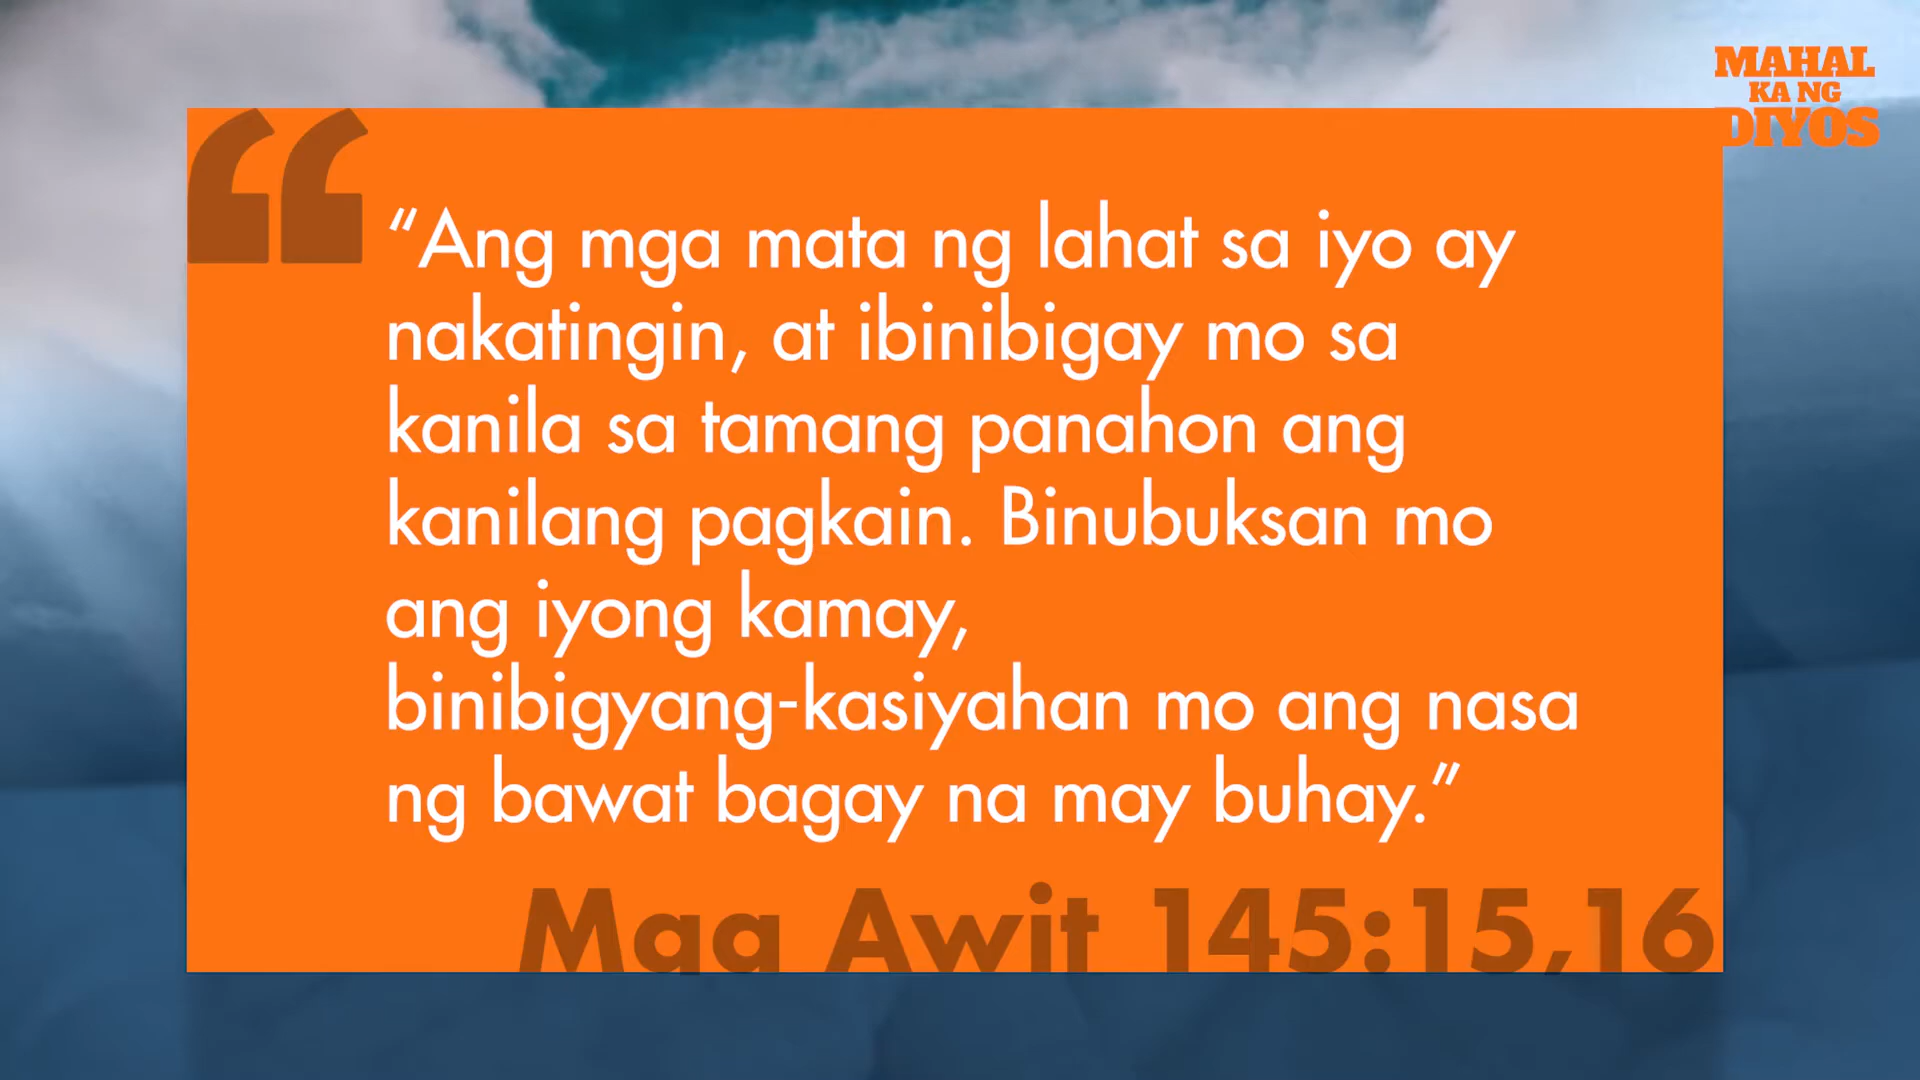 MAHAL
KA NG
DIYOS
“Ang mga mata ng lahat sa iyo ay
nakatingin, at ibinibigay mo sa
kanila sa tamang panahon ang
kanilang pagkain. Binubuksan mo
ang iyong kamay,
binibigyang-kasiyahan mo ang nasa
ng bawat bagay na may buhay.”
Mga Awit 145:15,16